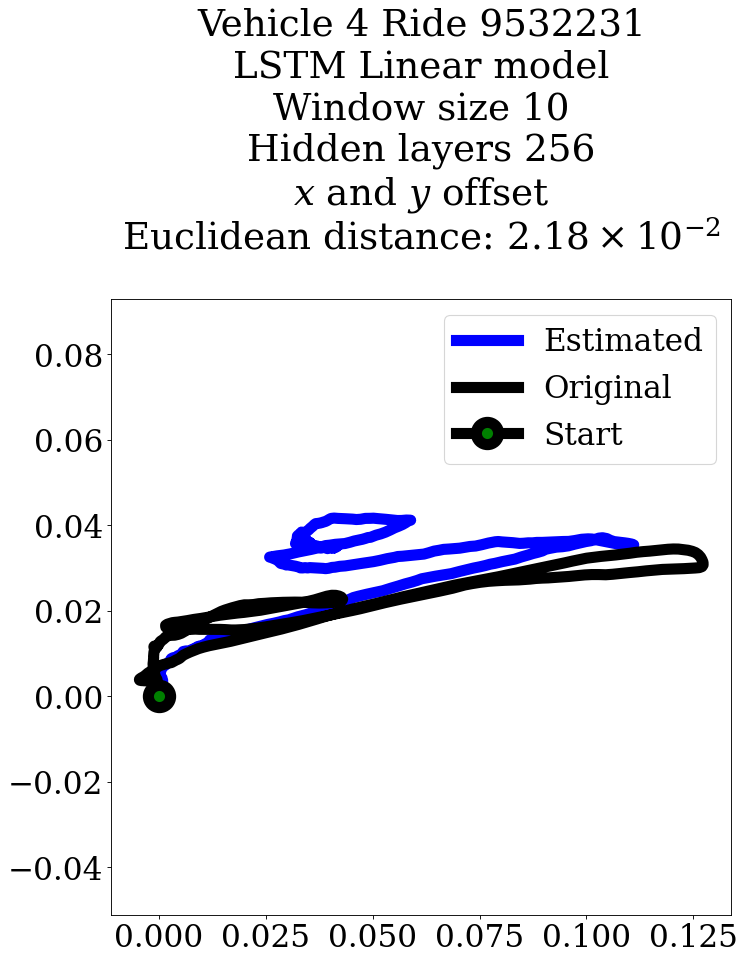 Vehicle 4 Ride 9532231
LSTM Linear model
Window size 10
Hidden layers 256
x and y offset
Euclidean distance: 2.18 × 10⁻²
Estimated
Original
Start
0.08
0.06
0.04
0.02
0.00
−0.02
−0.04
0.000 0.025 0.050 0.075 0.100 0.125